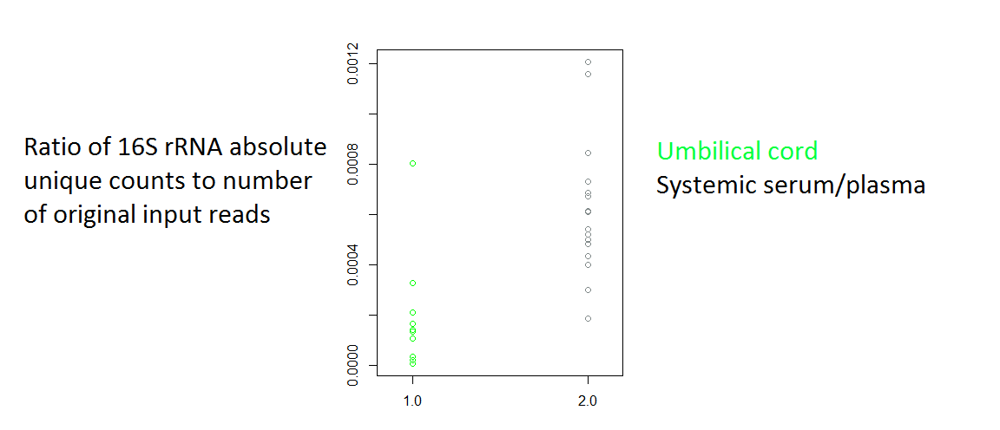 Ratio of 16S rRNA absolute
unique counts to number
of original input reads
0.0012
0.0008
0.0004
0.0000
1.0
2.0
Umbilical cord
Systemic serum/plasma